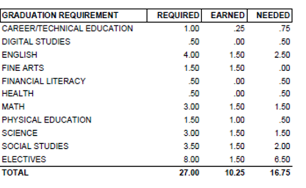 GRADUATION REQUIREMENT REQUIRED EARNED NEEDED
CAREER/TECHNICAL EDUCATION 1.00 .25 .75
DIGITAL STUDIES .50 .00 .50
ENGLISH 4.00 1.50 2.50
FINE ARTS 1.50 1.50 .00
FINANCIAL LITERACY .50 .00 .50
HEALTH .50 .00 .50
MATH 3.00 1.50 1.50
PHYSICAL EDUCATION 1.50 1.00 .50
SCIENCE 3.00 1.50 1.50
SOCIAL STUDIES 3.50 1.50 2.00
ELECTIVES 8.00 1.50 6.50
TOTAL 27.00 10.25 16.75